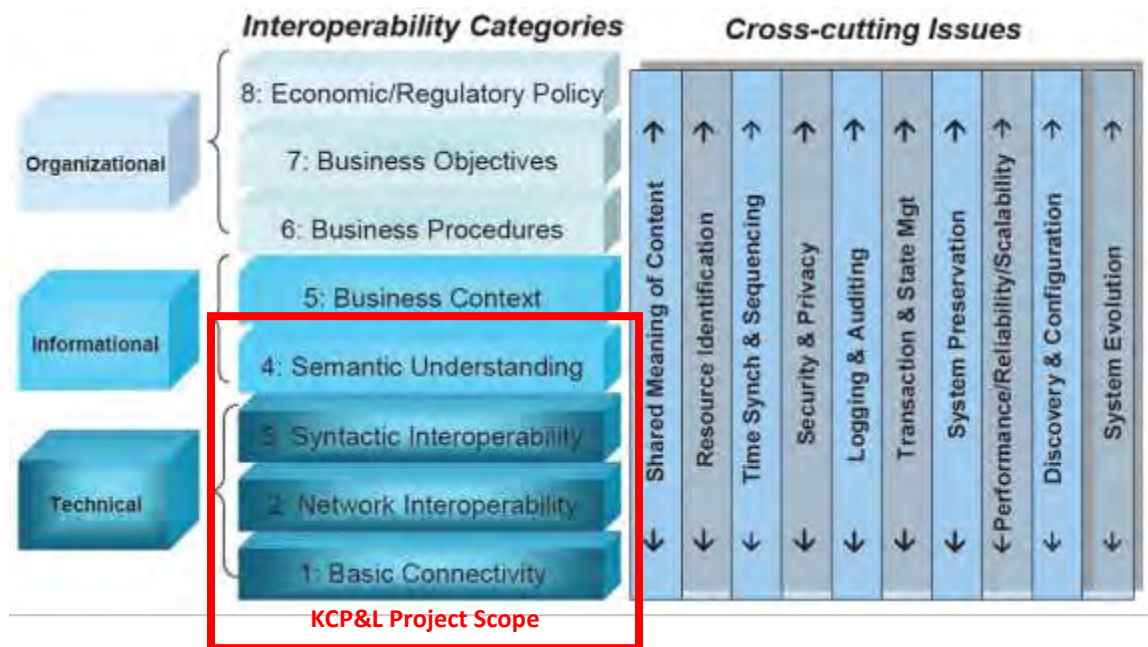 Interoperability Categories
Cross-cutting Issues
Organizational
8: Economic/Regulatory Policy
7: Business Objectives
6: Business Procedures
Informational
5: Business Context
4: Semantic Understanding
Technical
3: Syntactic Interoperability
2: Network Interoperability
1: Basic Connectivity
KCP&L Project Scope
Shared Meaning of Content
Resource Identification
Time Synch & Sequencing
Security & Privacy
Logging & Auditing
Transaction & State Mgt
System Preservation
Performance/Reliability/Scalability
Discovery & Configuration
System Evolution